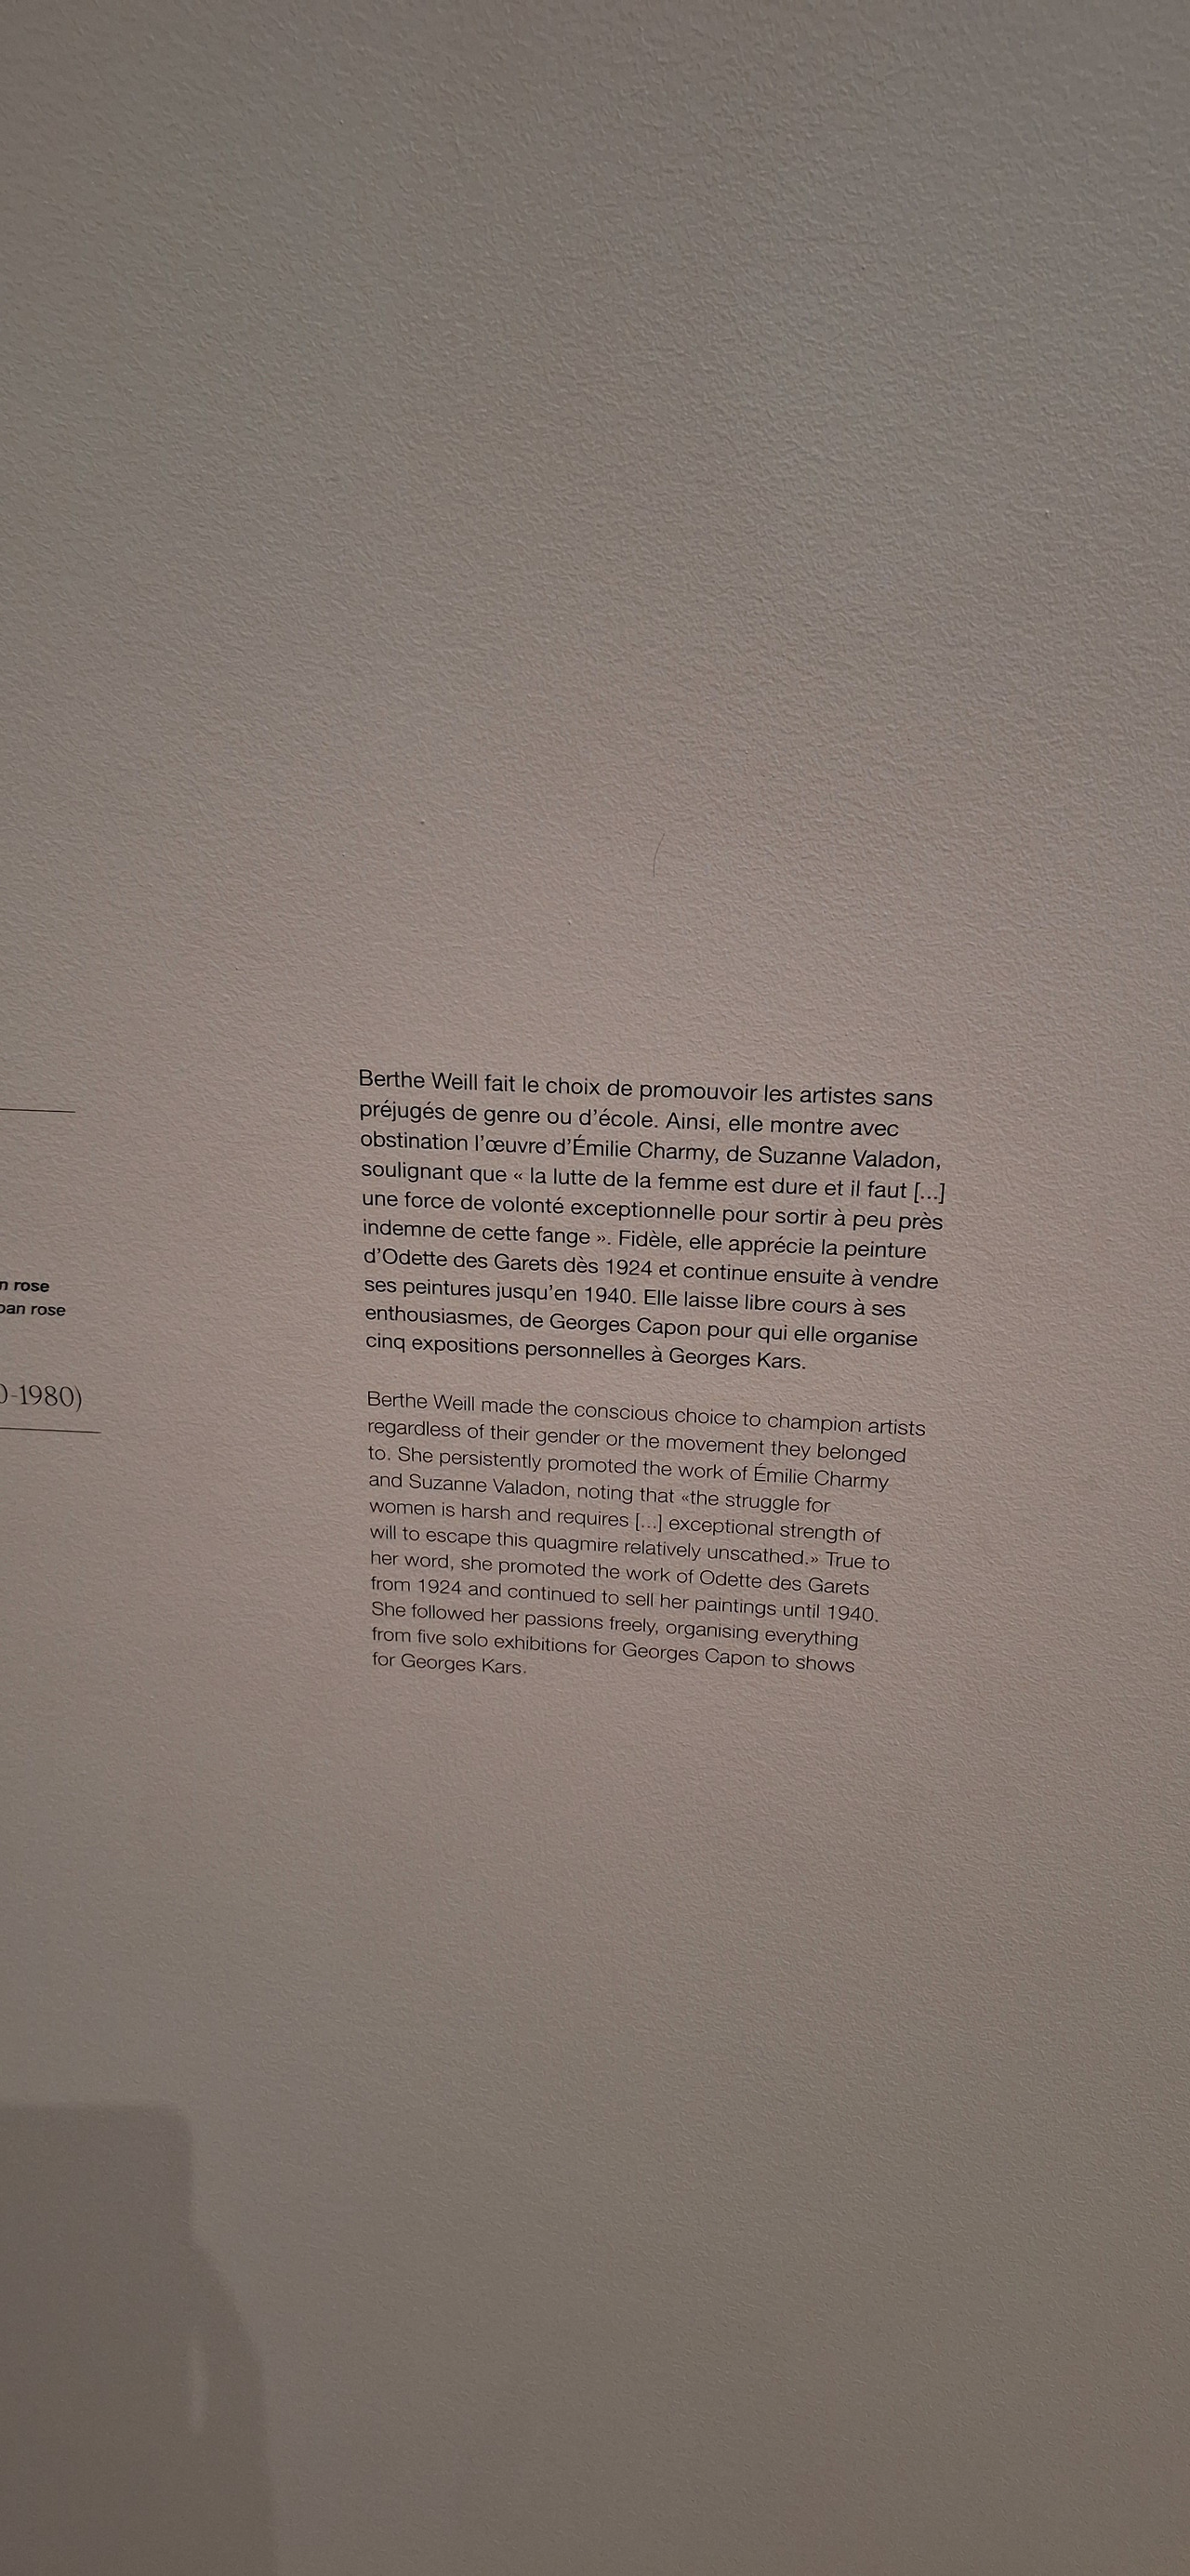 n rose
pan rose
0-1980)
Berthe Weill fait le choix de promouvoir les artistes sans
préjugés de genre ou d'école. Ainsi, elle montre avec
obstination l'œuvre d'Émilie Charmy, de Suzanne Valadon,
soulignant que « la lutte de la femme est dure et il faut [...]
une force de volonté exceptionnelle pour sortir à peu près
indemne de cette fange ». Fidèle, elle apprécie la peinture
d'Odette des Garets dès 1924 et continue ensuite à vendre
ses peintures jusqu'en 1940. Elle laisse libre cours à ses
enthousiasmes, de Georges Capon pour qui elle organise
cinq expositions personnelles à Georges Kars.
Berthe Weill made the conscious choice to champion artists
regardless of their gender or the movement they belonged
to. She persistently promoted the work of Émilie Charmy
and Suzanne Valadon, noting that «the struggle for
women is harsh and requires [...] exceptional strength of
will to escape this quagmire relatively unscathed.» True to
her word, she promoted the work of Odette des Garets
from 1924 and continued to sell her paintings until 1940.
She followed her passions freely, organising everything
from five solo exhibitions for Georges Capon to shows
for Georges Kars.